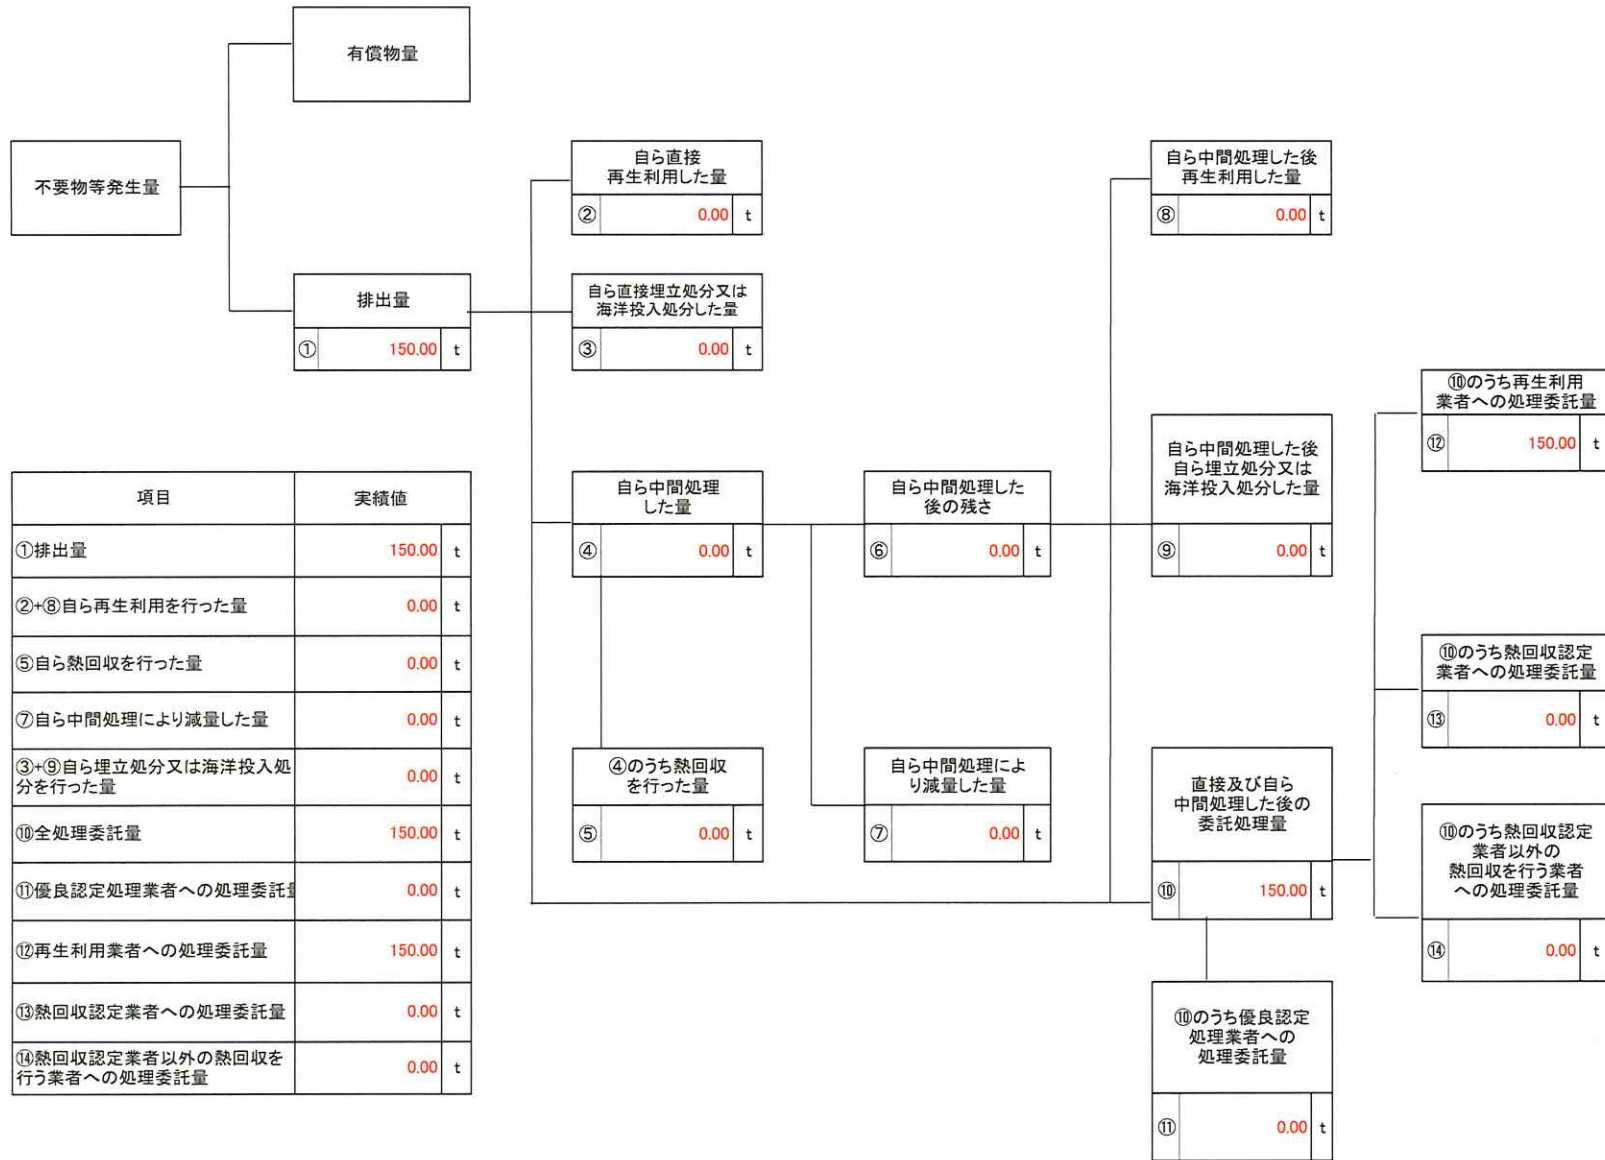 有償物量
不要物等発生量
排出量
① 150.00 t
自ら直接
再生利用した量
② 0.00 t
自ら直接埋立処分又は
海洋投入処分した量
③ 0.00 t
自ら中間処理
した量
④ 0.00 t
④のうち熱回収
を行った量
⑤ 0.00 t
自ら中間処理した
後の残さ
⑥ 0.00 t
自ら中間処理によ
り減量した量
⑦ 0.00 t
自ら中間処理した後
再生利用した量
⑧ 0.00 t
自ら中間処理した後
自ら埋立処分又は
海洋投入処分した量
⑨ 0.00 t
直接及び自ら
中間処理した後の
委託処理量
⑩ 150.00 t
⑩のうち優良認定
処理業者への
処理委託量
⑪ 0.00 t
⑩のうち再生利用
業者への処理委託量
⑫ 150.00 t
⑩のうち熱回収認定
業者への処理委託量
⑬ 0.00 t
⑩のうち熱回収認定
業者以外の
熱回収を行う業者
への処理委託量
⑭ 0.00 t
項目 実績値
①排出量 150.00 t
②+⑧自ら再生利用を行った量 0.00 t
⑤自ら熱回収を行った量 0.00 t
⑦自ら中間処理により減量した量 0.00 t
③+⑨自ら埋立処分又は海洋投入処
分を行った量 0.00 t
⑩全処理委託量 150.00 t
⑪優良認定処理業者への処理委託量 0.00 t
⑫再生利用業者への処理委託量 150.00 t
⑬熱回収認定業者への処理委託量 0.00 t
⑭熱回収認定業者以外の熱回収を
行う業者への処理委託量 0.00 t